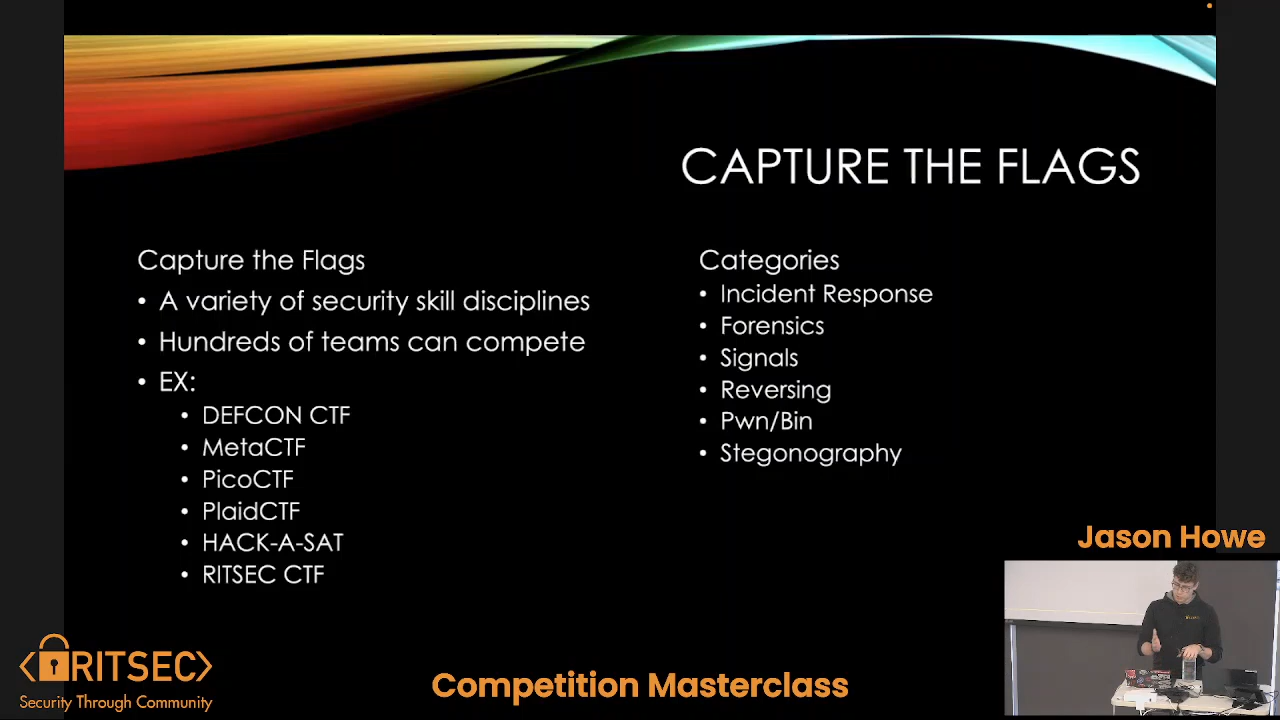 CAPTURE THE FLAGS
Capture the Flags
• A variety of security skill disciplines
• Hundreds of teams can compete
• EX:
• DEFCON CTF
• MetaCTF
• PicoCTF
• PlaidCTF
• HACK-A-SAT
• RITSEC CTF
Categories
• Incident Response
• Forensics
• Signals
• Reversing
• Pwn/Bin
• Stegonography
Jason Howe
RITSEC
Security Through Community
Competition Masterclass